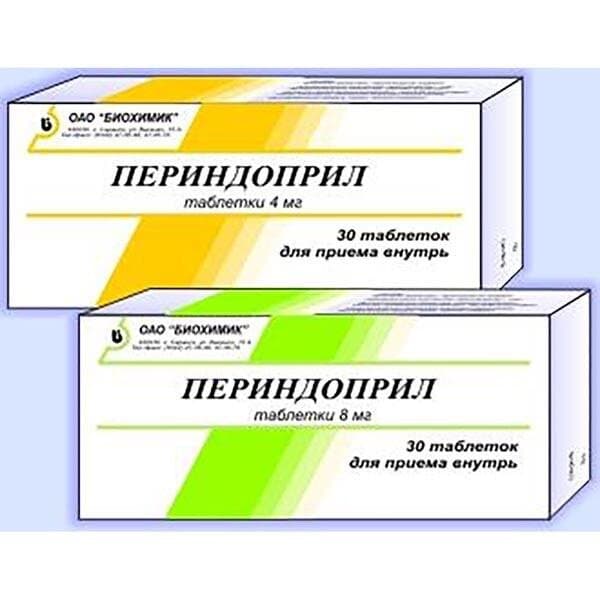 ОАО "БИОХИМИК"
ПЕРИНДОПРИЛ
таблетки 4 мг
30 таблеток
для приема внутрь
ОАО "БИОХИМИК"
ПЕРИНДОПРИЛ
таблетки 8 мг
30 таблеток
для приема внутрь